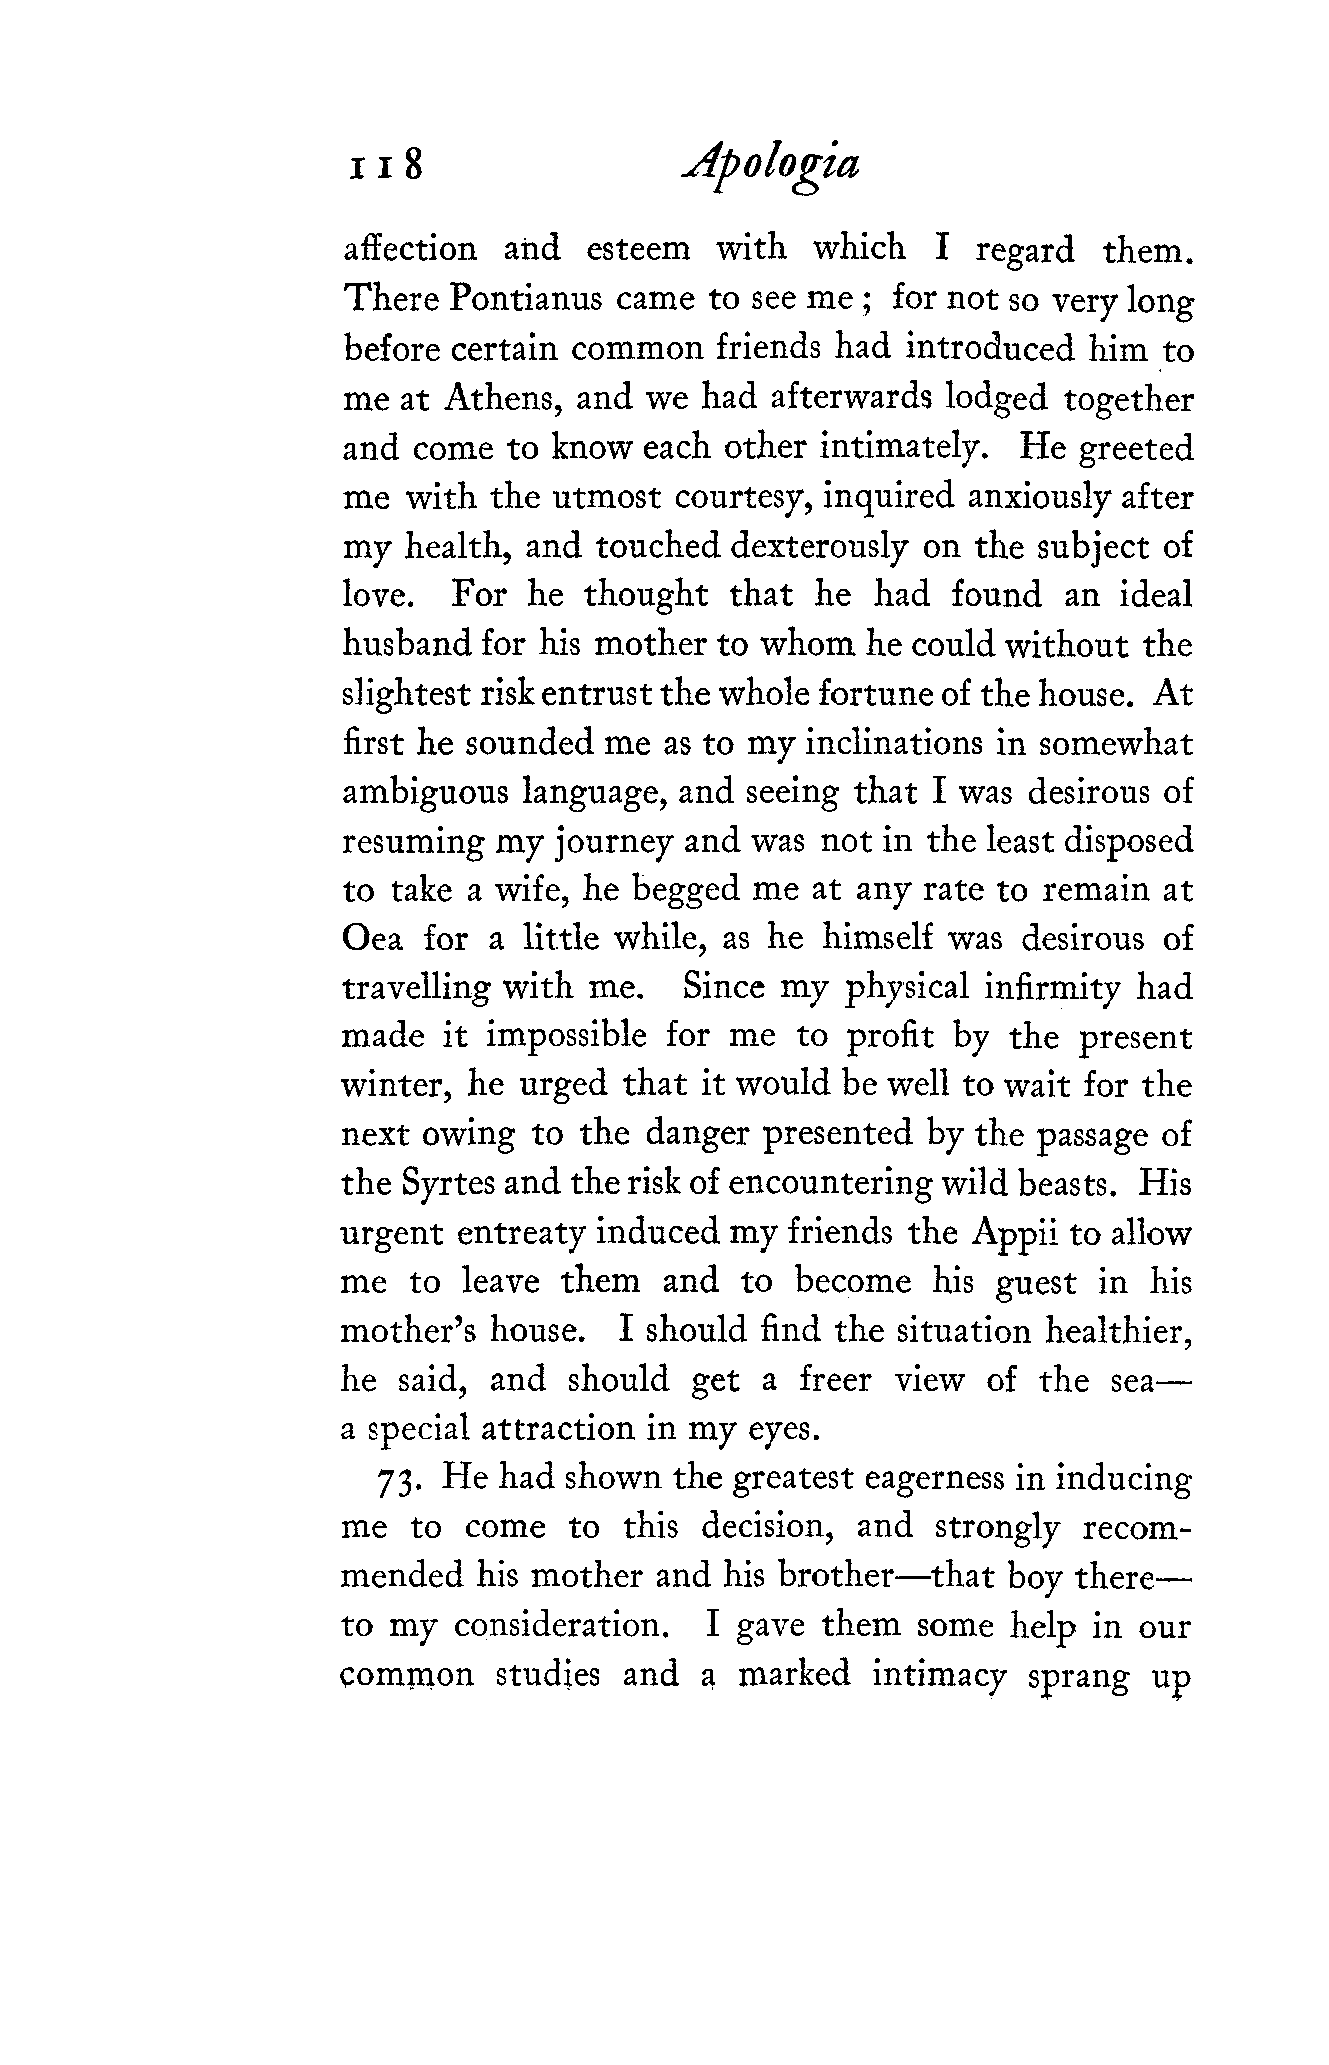 118 Apologia
affection and esteem with which I regard them.
There Pontianus came to see me ; for not so very long
before certain common friends had introduced him to
me at Athens, and we had afterwards lodged together
and come to know each other intimately. He greeted
me with the utmost courtesy, inquired anxiously after
my health, and touched dexterously on the subject of
love. For he thought that he had found an ideal
husband for his mother to whom he could without the
slightest risk entrust the whole fortune of the house. At
first he sounded me as to my inclinations in somewhat
ambiguous language, and seeing that I was desirous of
resuming my journey and was not in the least disposed
to take a wife, he begged me at any rate to remain at
Oea for a little while, as he himself was desirous of
travelling with me. Since my physical infirmity had
made it impossible for me to profit by the present
winter, he urged that it would be well to wait for the
next owing to the danger presented by the passage of
the Syrtes and the risk of encountering wild beasts. His
urgent entreaty induced my friends the Appii to allow
me to leave them and to become his guest in his
mother's house. I should find the situation healthier,
he said, and should get a freer view of the sea—
a special attraction in my eyes.
73. He had shown the greatest eagerness in inducing
me to come to this decision, and strongly recom-
mended his mother and his brother—that boy there—
to my consideration. I gave them some help in our
common studies and a marked intimacy sprang up